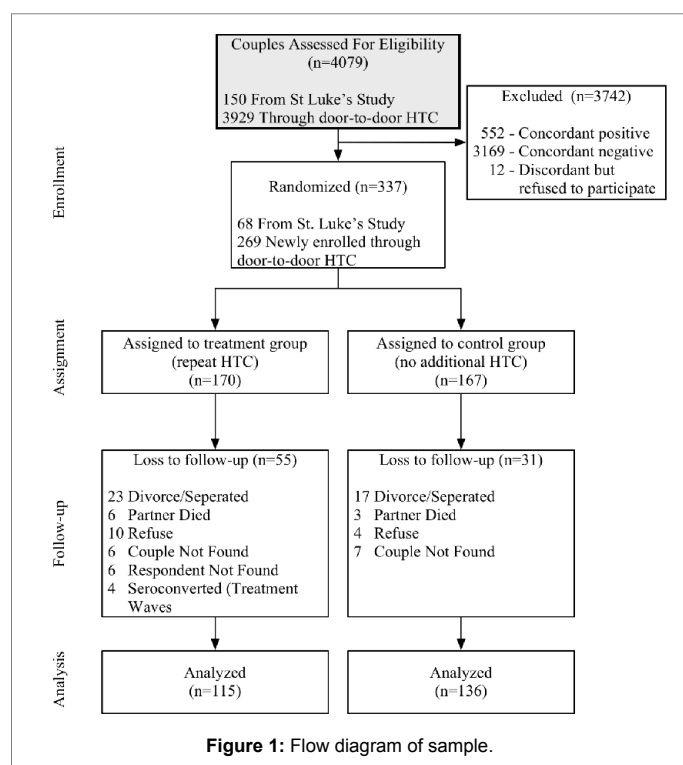 Couples Assessed For Eligibility
(n=4079)
150 From St Luke's Study
3929 Through door-to-door HTC
Excluded (n=3742)
552 - Concordant positive
3169 - Concordant negative
12 - Discordant but
refused to participate
Enrollment
Randomized (n=337)
68 From St. Luke's Study
269 Newly enrolled through
door-to-door HTC
Assignment
Assigned to treatment group
(repeat HTC)
(n=170)
Assigned to control group
(no additional HTC)
(n=167)
Follow-up
Loss to follow-up (n=55)
23 Divorce/Seperated
6 Partner Died
10 Refuse
6 Couple Not Found
6 Respondent Not Found
4 Seroconverted (Treatment
Waves
Loss to follow-up (n=31)
17 Divorce/Seperated
3 Partner Died
4 Refuse
7 Couple Not Found
Analysis
Analyzed
(n=115)
Analyzed
(n=136)
Figure 1: Flow diagram of sample.